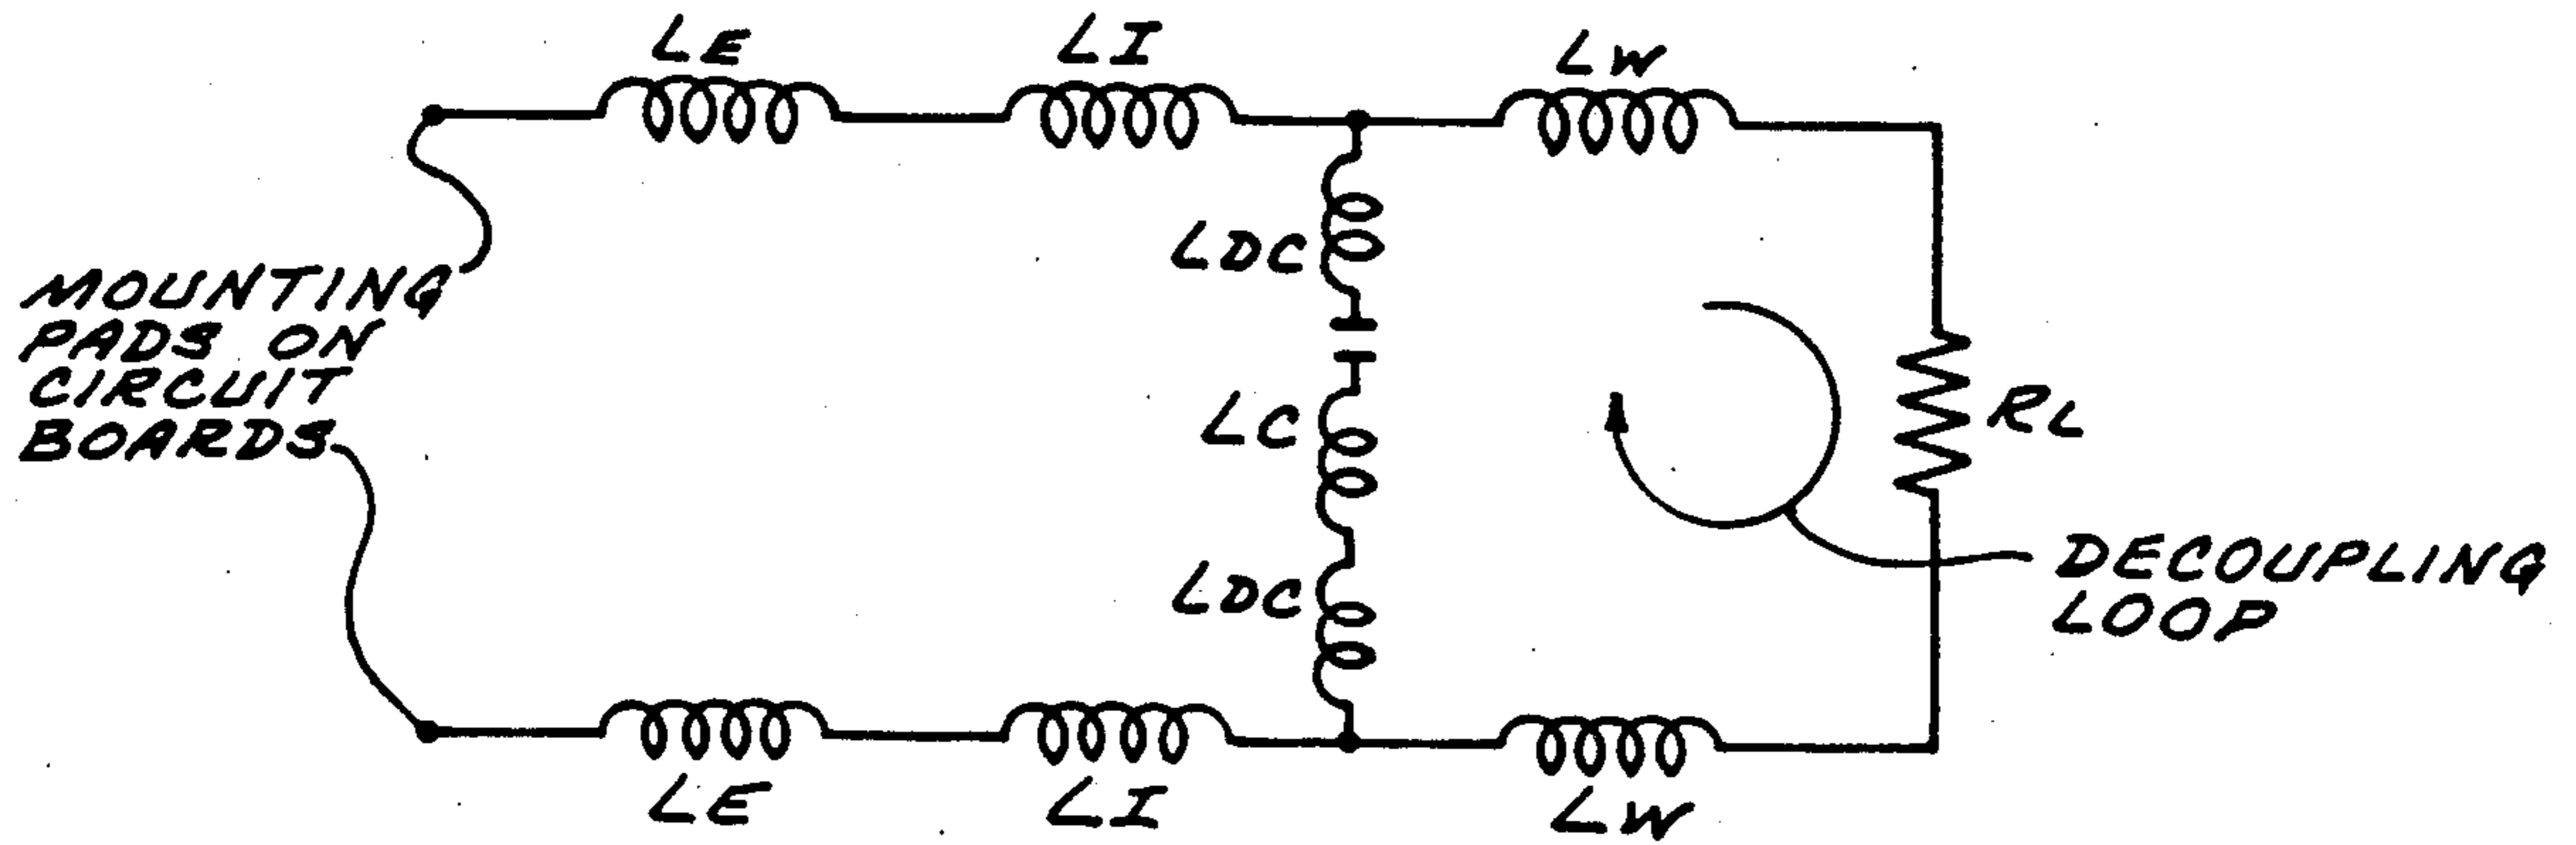 LE
LI
LW
LDC
MOUNTING
PADS ON
CIRCUIT
BOARDS
LC
RL
LDC
DECOUPLING
LOOP
LE
LI
LW